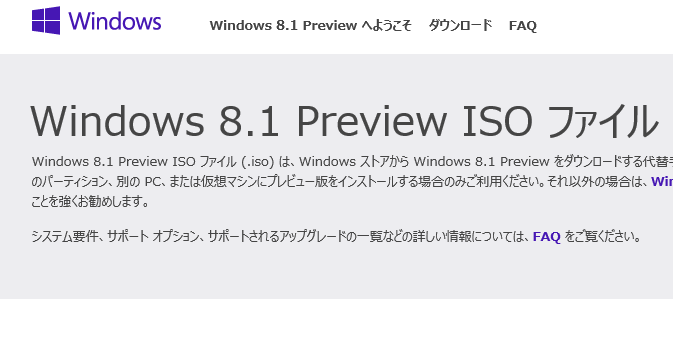 Windows
Windows 8.1 Preview へようこそ ダウンロード FAQ
Windows 8.1 Preview ISO ファイル
Windows 8.1 Preview ISO ファイル (.iso) は、Windows ストアから Windows 8.1 Preview をダウンロードする代替
のパーティション、別の PC、または仮想マシンにプレビュー版をインストールする場合のみご利用ください。それ以外の場合は、Win
ことを強くお勧めします。
システム要件、サポート オプション、サポートされるアップグレードの一覧などの詳しい情報については、FAQ をご覧ください。